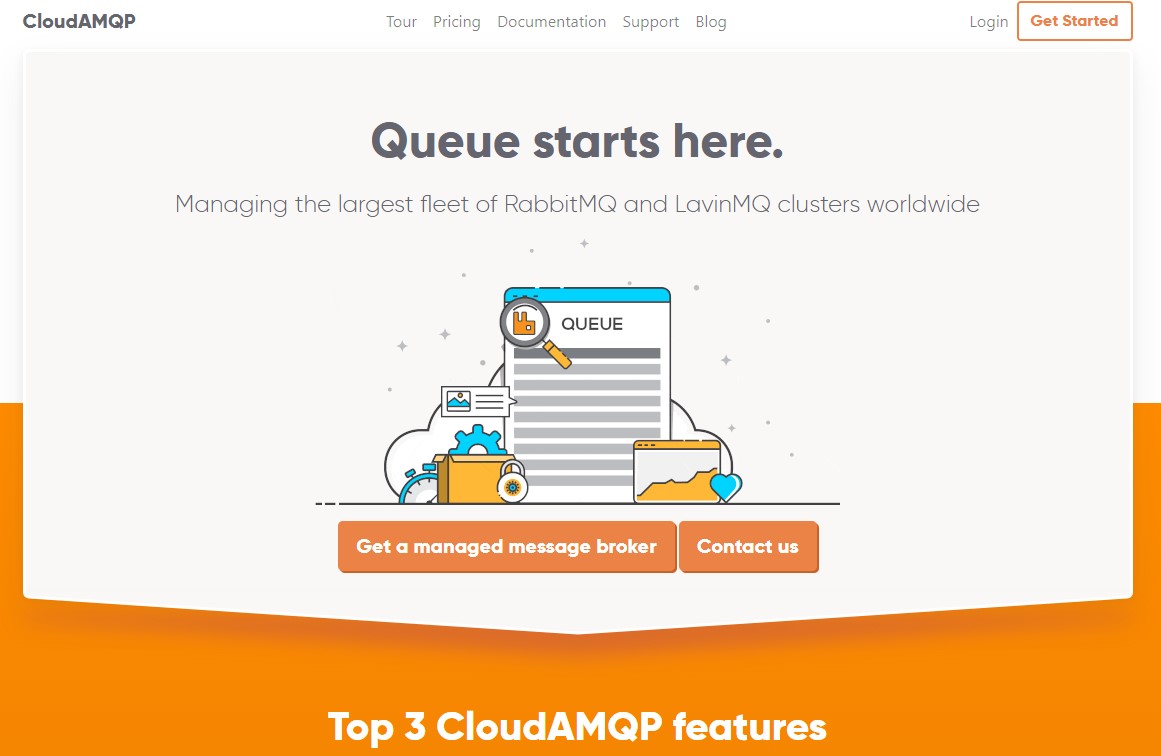 CloudAMQP
Tour Pricing Documentation Support Blog
Login Get Started
Queue starts here.
Managing the largest fleet of RabbitMQ and LavinMQ clusters worldwide
QUEUE
Get a managed message broker Contact us
Top 3 CloudAMQP features